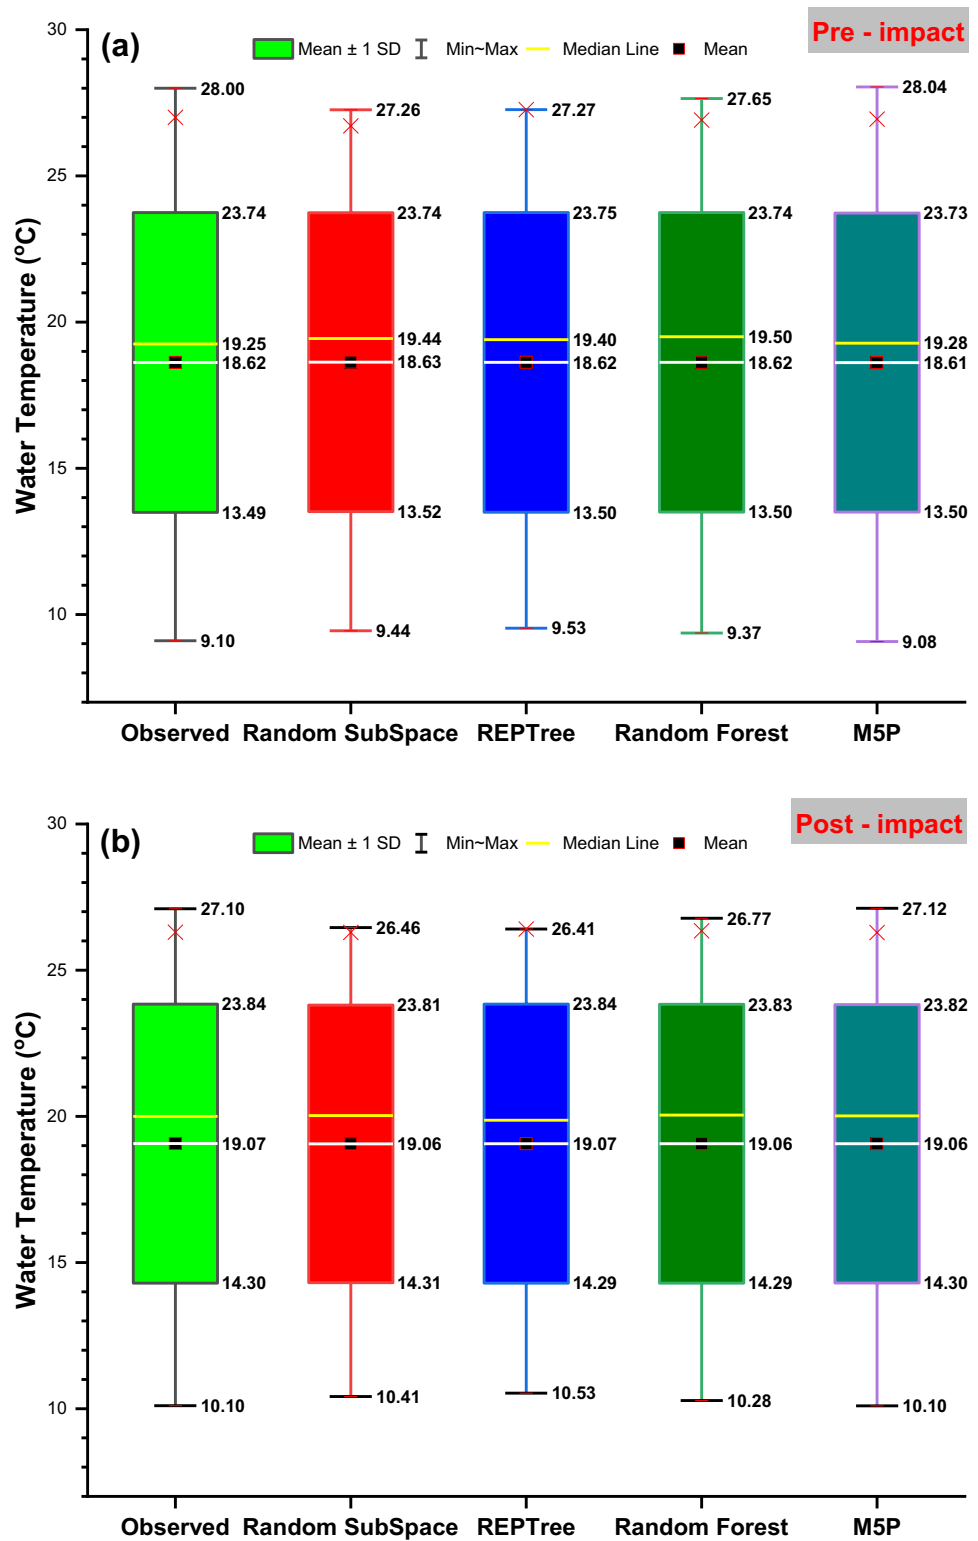 Pre - impact
(a)
Mean ± 1 SD Min~Max Median Line Mean
Water Temperature (°C)
30
25
20
15
10
28.00 27.26 27.27 27.65 28.04
23.74 23.74 23.75 23.74 23.73
19.25 19.44 19.40 19.50 19.28
18.62 18.63 18.62 18.62 18.61
13.49 13.52 13.50 13.50 13.50
9.10 9.44 9.53 9.37 9.08
Observed Random SubSpace REPTree Random Forest M5P
Post - impact
(b)
Mean ± 1 SD Min~Max Median Line Mean
Water Temperature (°C)
30
25
20
15
10
27.10 26.46 26.41 26.77 27.12
23.84 23.81 23.84 23.83 23.82
19.07 19.06 19.07 19.06 19.06
14.30 14.31 14.29 14.29 14.30
10.10 10.41 10.53 10.28 10.10
Observed Random SubSpace REPTree Random Forest M5P